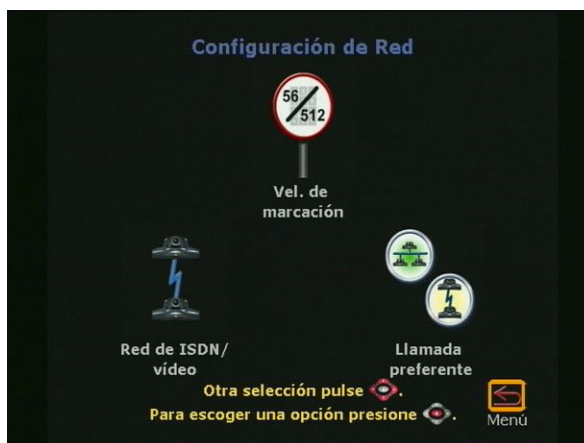 Configuración de Red
56
512
Vel. de
marcación
Red de ISDN/
vídeo
Llamada
preferente
Otra selección pulse .
Para escoger una opción presione .
Menú